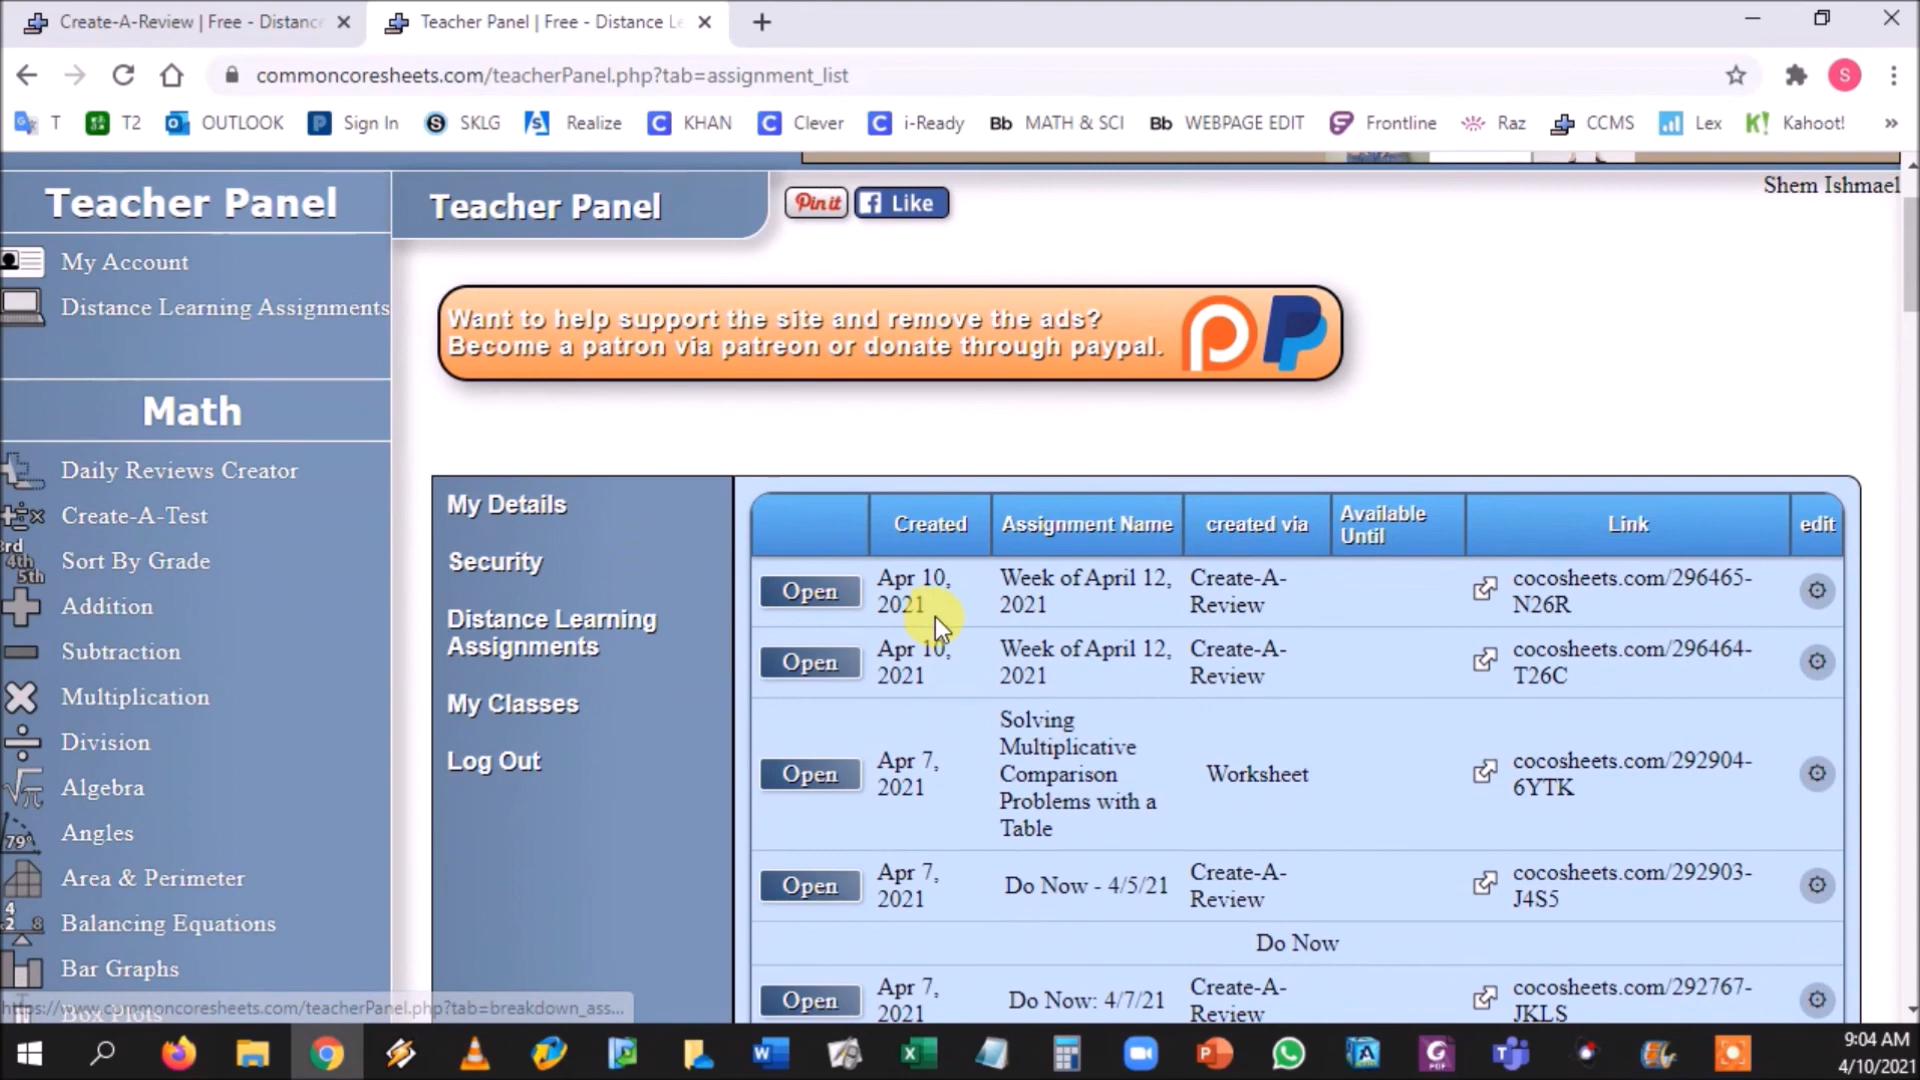 Create-A-Review | Free - Distanc
Teacher Panel | Free - Distance L
commoncoresheets.com/teacherPanel.php?tab=assignment_list
S
T
T2
OUTLOOK
Sign In
SKLG
Realize
KHAN
Clever
i-Ready
Bb MATH & SCI
Bb WEBPAGE EDIT
Frontline
Raz
CCMS
Lex
K! Kahoot!
»
Shem Ishmael
Teacher Panel
My Account
Distance Learning Assignments
Math
Daily Reviews Creator
Create-A-Test
3rd 4th 5th Sort By Grade
Addition
Subtraction
Multiplication
Division
Algebra
79° Angles
Area & Perimeter
Balancing Equations
Bar Graphs
Box Plots
https://www.commoncoresheets.com/teacherPanel.php?tab=breakdown_ass...
Teacher Panel
Pin it
Like
Want to help support the site and remove the ads?
Become a patron via patreon or donate through paypal.
My Details
Security
Distance Learning
Assignments
My Classes
Log Out
Created Assignment Name created via Available Until Link edit
Open Apr 10, 2021 Week of April 12, 2021 Create-A-Review cocosheets.com/296465-N26R
Open Apr 10, 2021 Week of April 12, 2021 Create-A-Review cocosheets.com/296464-T26C
Open Apr 7, 2021 Solving Multiplicative Comparison Problems with a Table Worksheet cocosheets.com/292904-6YTK
Open Apr 7, 2021 Do Now - 4/5/21 Create-A-Review cocosheets.com/292903-J4S5
Do Now
Open Apr 7, 2021 Do Now: 4/7/21 Create-A-Review cocosheets.com/292767-JKLS
9:04 AM
4/10/2021